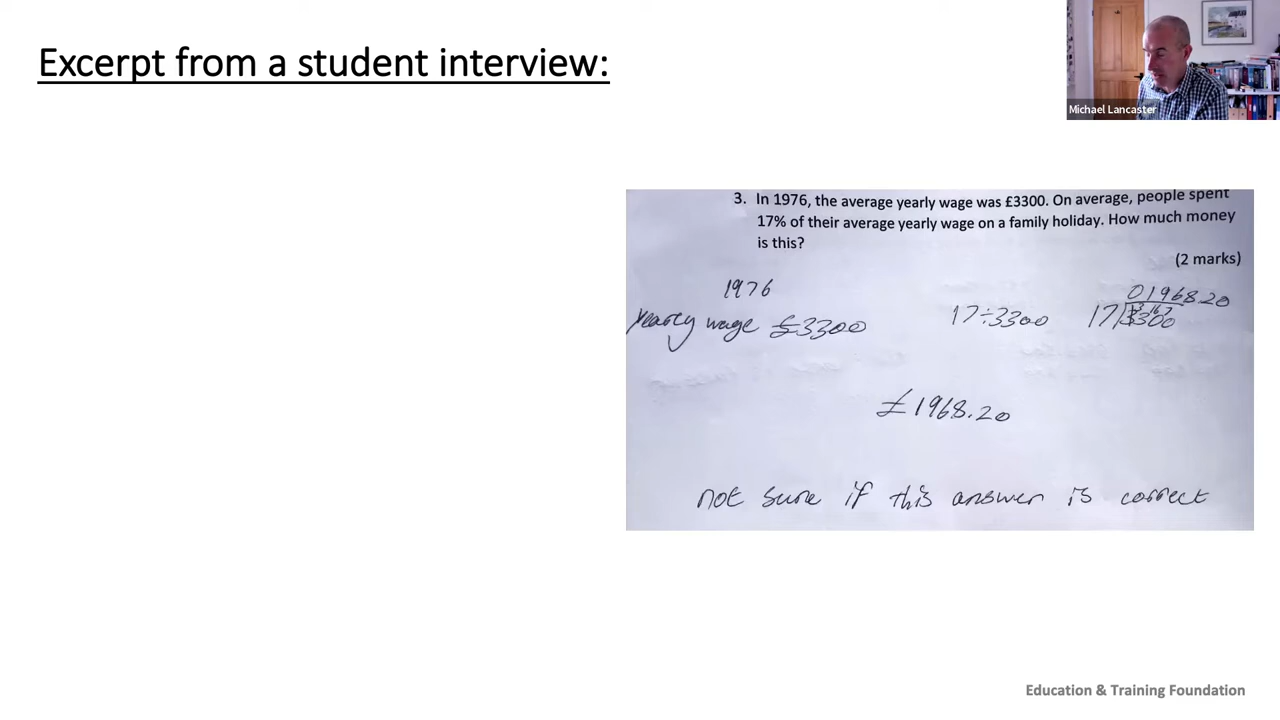 Excerpt from a student interview:
Michael Lancaster
3. In 1976, the average yearly wage was £3300. On average, people spent
17% of their average yearly wage on a family holiday. How much money
is this?
(2 marks)
1976
yearly wage £3300
17÷3300
01968.20
17 3300
£1968.20
not sure if this answer is correct
Education & Training Foundation